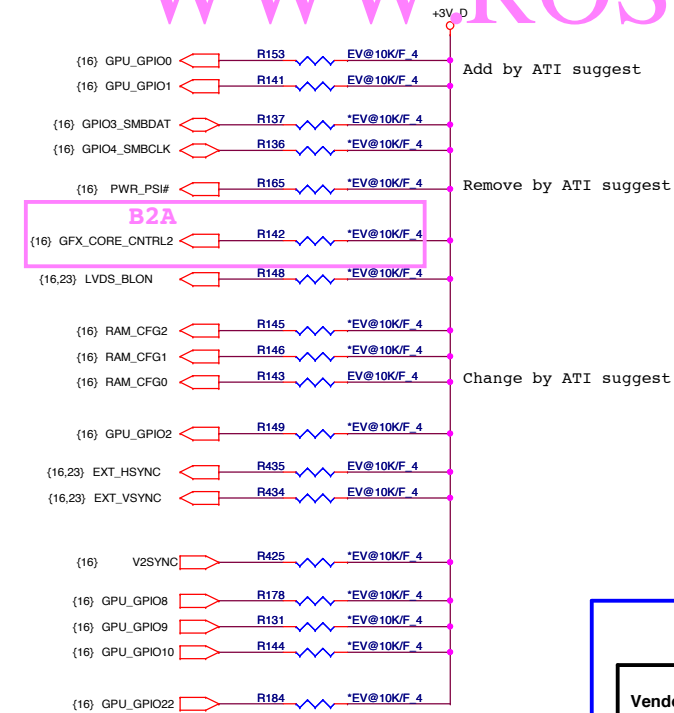 WWW.ROS
+3V_D
{16} GPU_GPIO0 R153 EV@10K/F_4
Add by ATI suggest
{16} GPU_GPIO1 R141 EV@10K/F_4
{16} GPIO3_SMBDAT R137 *EV@10K/F_4
{16} GPIO4_SMBCLK R136 *EV@10K/F_4
{16} PWR_PSI# R165 *EV@10K/F_4 Remove by ATI suggest
B2A
{16} GFX_CORE_CNTRL2 R142 *EV@10K/F_4
{16,23} LVDS_BLON R148 *EV@10K/F_4
{16} RAM_CFG2 R145 *EV@10K/F_4
{16} RAM_CFG1 R146 *EV@10K/F_4
{16} RAM_CFG0 R143 EV@10K/F_4 Change by ATI suggest
{16} GPU_GPIO2 R149 *EV@10K/F_4
{16,23} EXT_HSYNC R435 EV@10K/F_4
{16,23} EXT_VSYNC R434 EV@10K/F_4
{16} V2SYNC R425 *EV@10K/F_4
{16} GPU_GPIO8 R178 *EV@10K/F_4
{16} GPU_GPIO9 R131 *EV@10K/F_4
{16} GPU_GPIO10 R144 *EV@10K/F_4
{16} GPU_GPIO22 R184 *EV@10K/F_4